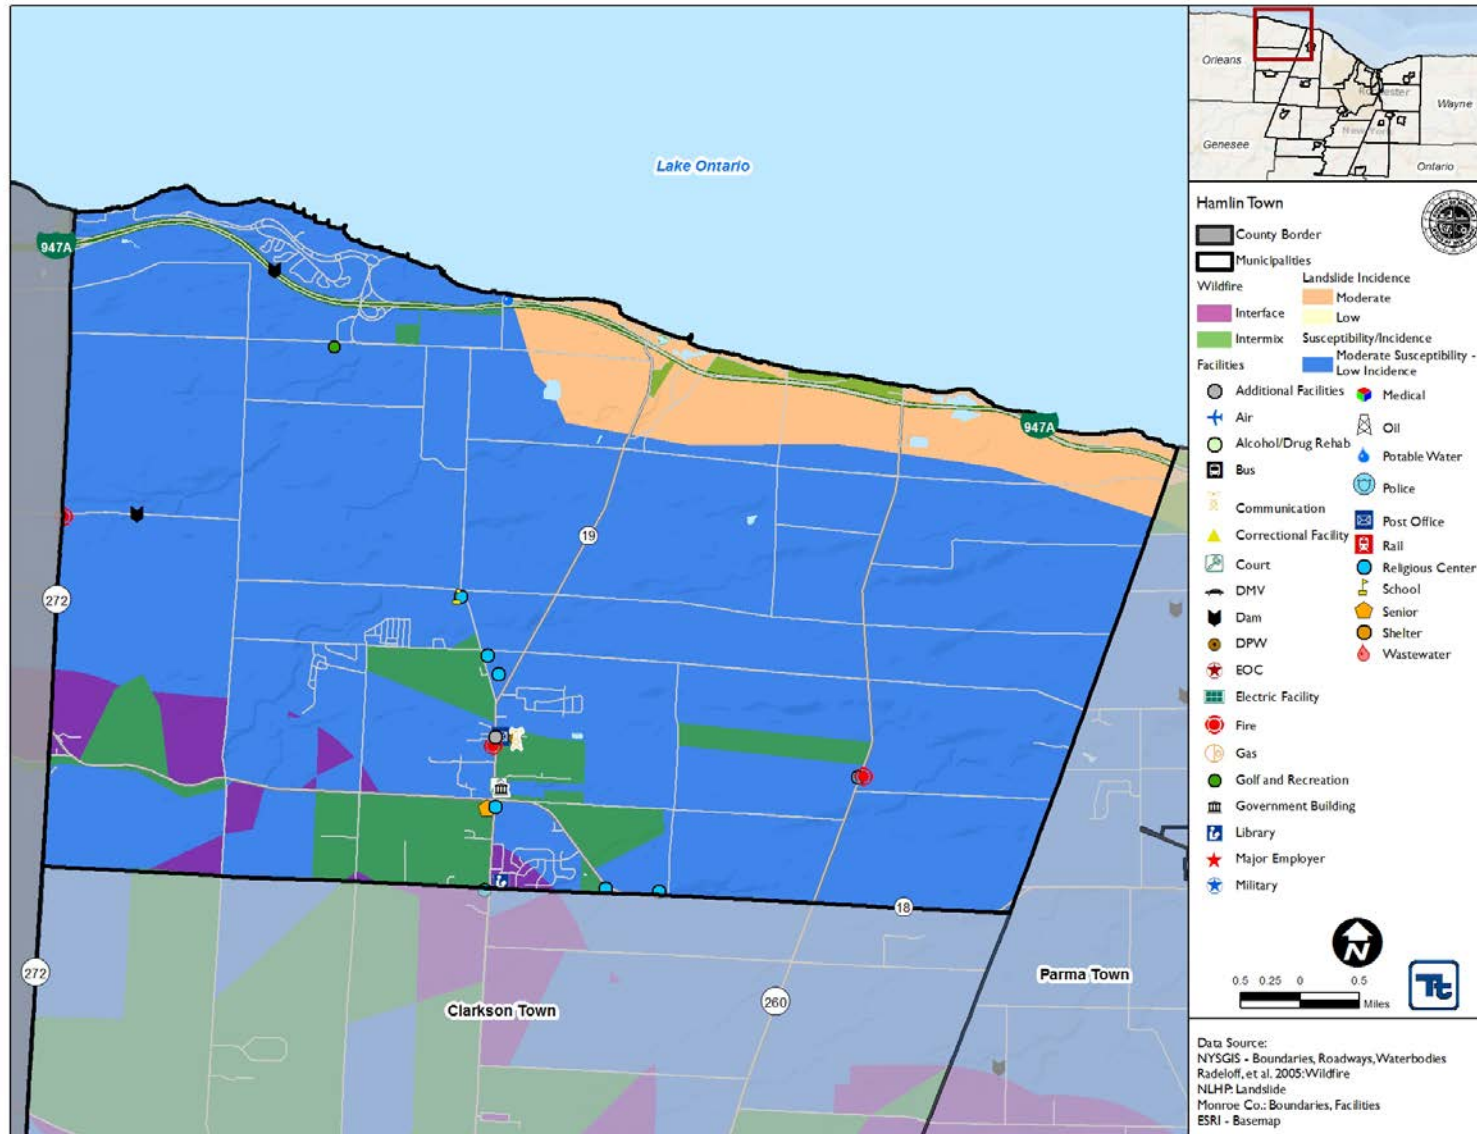 Lake Ontario
947A
947A
19
272
272
18
260
Clarkson Town
Parma Town
Orleans
Rochester
Wayne
Genesee
New York
Ontario
Hamlin Town
County Border
Municipalities
Wildfire
Interface
Intermix
Landslide Incidence
Moderate
Low
Susceptibility/Incidence
Moderate Susceptibility -
Low Incidence
Facilities
Additional Facilities
Air
Alcohol/Drug Rehab
Bus
Communication
Correctional Facility
Court
DMV
Dam
DPW
EOC
Electric Facility
Fire
Gas
Golf and Recreation
Government Building
Library
Major Employer
Military
Medical
Oil
Potable Water
Police
Post Office
Rail
Religious Center
School
Senior
Shelter
Wastewater
N
0.5 0.25 0 0.5
Miles
Tt
Data Source:
NYSGIS - Boundaries, Roadways, Waterbodies
Radeloff, et al. 2005: Wildfire
NLHP: Landslide
Monroe Co.: Boundaries, Facilities
ESRI - Basemap